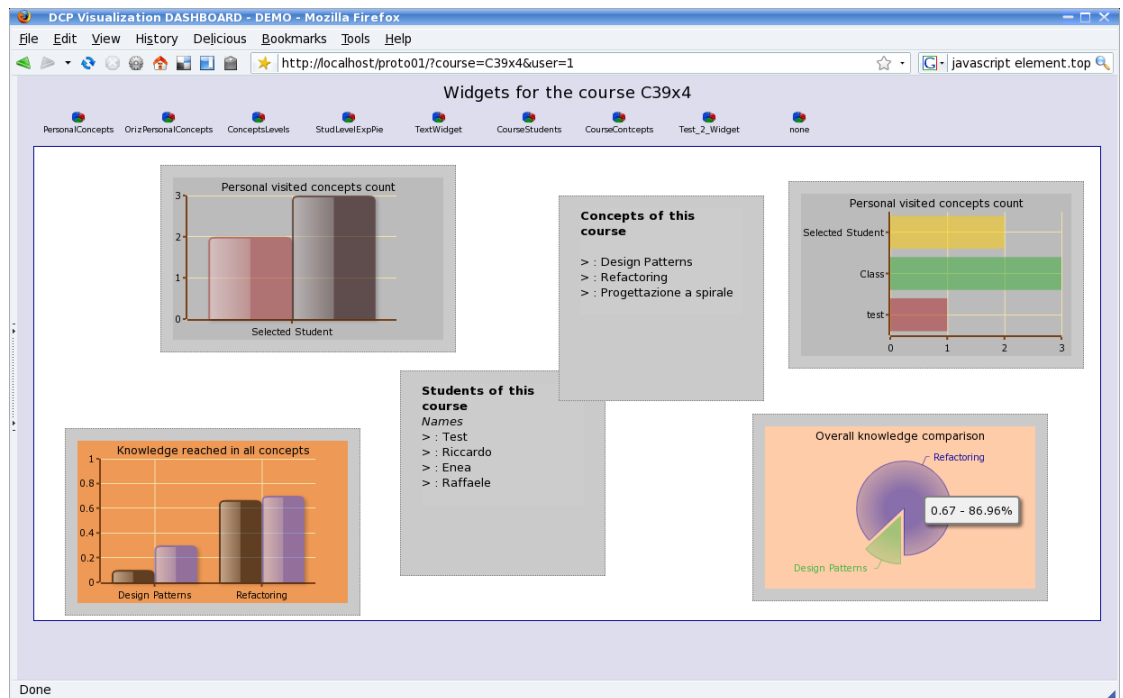 DCP Visualization DASHBOARD - DEMO - Mozilla Firefox
File Edit View History Delicious Bookmarks Tools Help
http://localhost/proto01/?course=C39x4&user=1
G
javascript element.top
Widgets for the course C39x4
PersonalConcepts OrizPersonalConcepts ConceptsLevels StudLevelExpPie TextWidget CourseStudents CourseContcepts Test_2_Widget none
Personal visited concepts count
3
2
1
0
Selected Student
Concepts of this
course
> : Design Patterns
> : Refactoring
> : Progettazione a spirale
Personal visited concepts count
Selected Student
Class
test
0 1 2 3
Students of this
course
Names
> : Test
> : Riccardo
> : Enea
> : Raffaele
Knowledge reached in all concepts
1
0.8
0.6
0.4
0.2
0
Design Patterns Refactoring
Overall knowledge comparison
Refactoring
0.67 - 86.96%
Design Patterns
Done